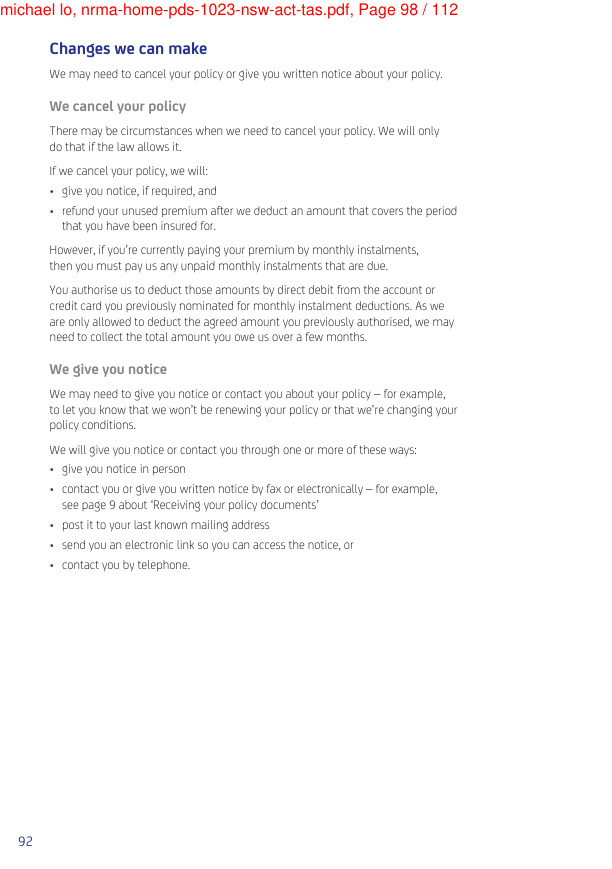 michael lo, nrma-home-pds-1023-nsw-act-tas.pdf, Page 98 / 112
Changes we can make
We may need to cancel your policy or give you written notice about your policy.
We cancel your policy
There may be circumstances when we need to cancel your policy. We will only
do that if the law allows it.
If we cancel your policy, we will:
• give you notice, if required, and
• refund your unused premium after we deduct an amount that covers the period
that you have been insured for.
However, if you’re currently paying your premium by monthly instalments,
then you must pay us any unpaid monthly instalments that are due.
You authorise us to deduct those amounts by direct debit from the account or
credit card you previously nominated for monthly instalment deductions. As we
are only allowed to deduct the agreed amount you previously authorised, we may
need to collect the total amount you owe us over a few months.
We give you notice
We may need to give you notice or contact you about your policy – for example,
to let you know that we won’t be renewing your policy or that we’re changing your
policy conditions.
We will give you notice or contact you through one or more of these ways:
• give you notice in person
• contact you or give you written notice by fax or electronically – for example,
see page 9 about ‘Receiving your policy documents’
• post it to your last known mailing address
• send you an electronic link so you can access the notice, or
• contact you by telephone.
92